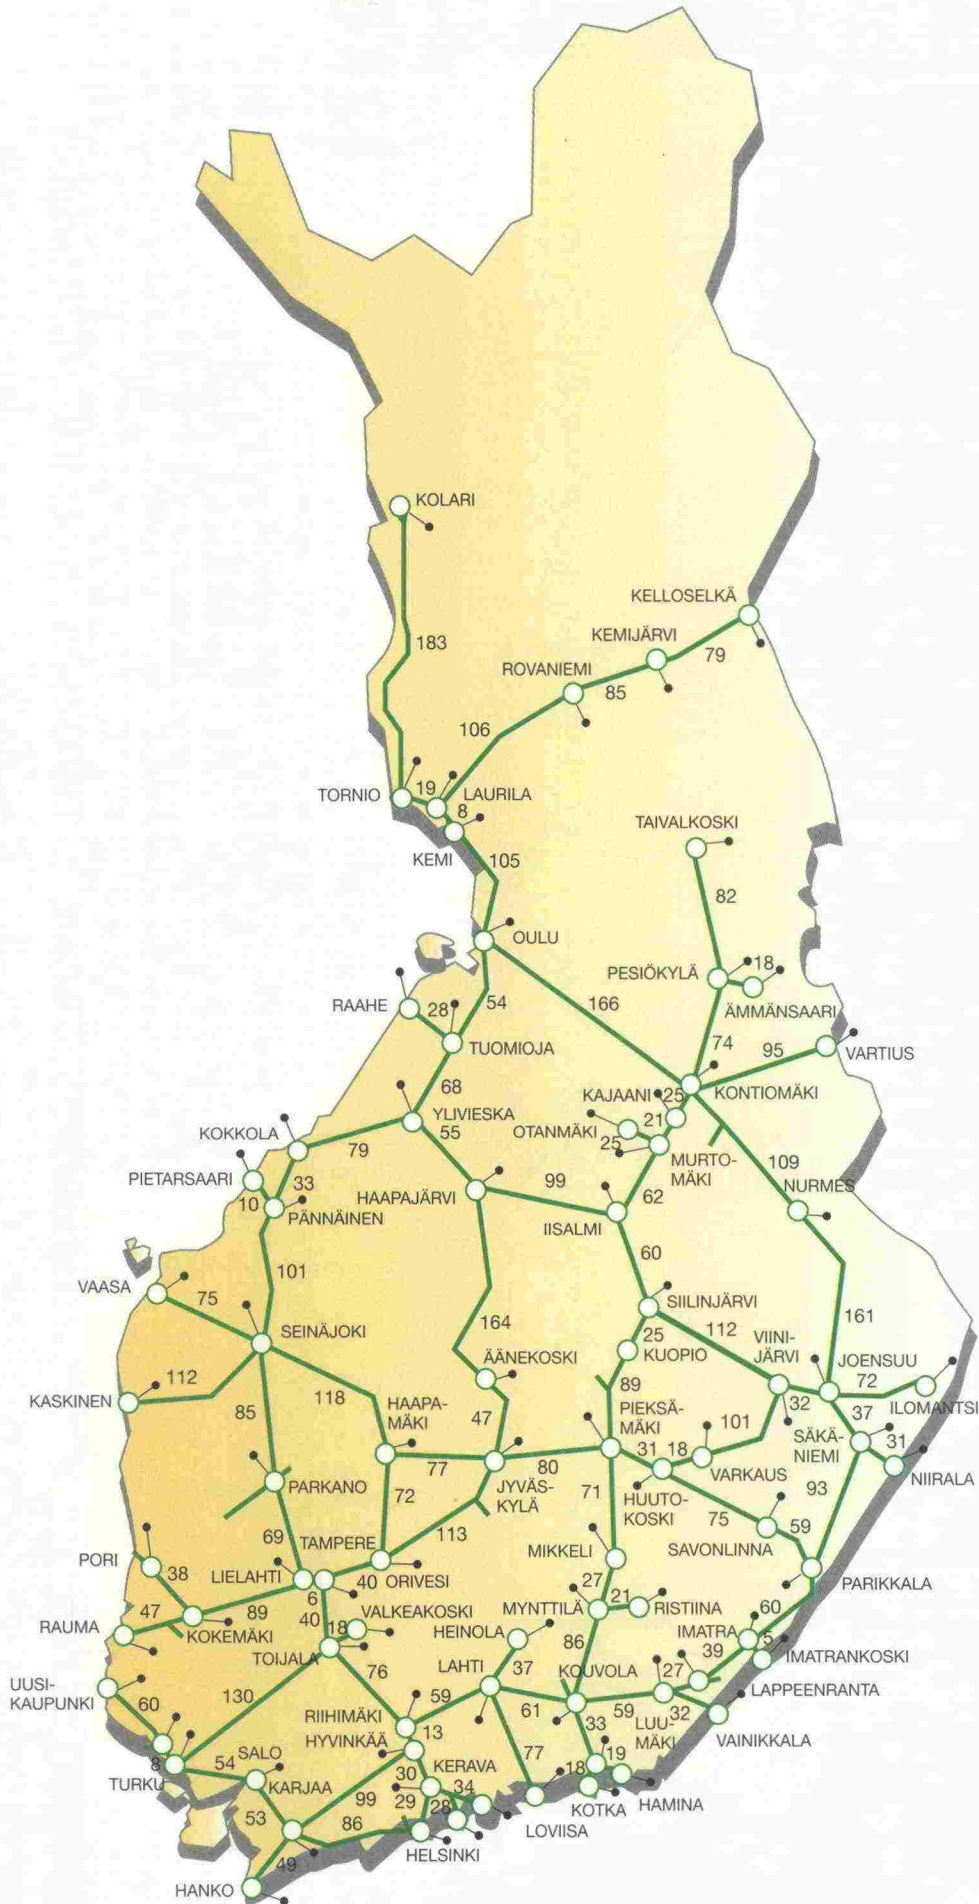 KOLARI
KELLOSELKÄ
KEMIJÄRVI
183
79
ROVANIEMI
85
106
TORNIO
19
LAURILA
8
KEMI
TAIVALKOSKI
105
82
OULU
PESIÖKYLÄ
18
ÄMMÄNSAARI
RAAHE
28
54
166
TUOMIOJA
74
95
VARTIUS
68
KAJAANI
25
KONTIOMÄKI
YLIVIESKA
OTANMÄKI
21
KOKKOLA
55
25
79
MURTO-
MÄKI
109
PIETARSAARI
33
HAAPAJÄRVI
99
62
NURMES
10
PÄNNÄINEN
IISALMI
60
101
VAASA
75
SIILINJÄRVI
161
SEINÄJOKI
164
25
112
VIINI-
JÄRVI
KUOPIO
JOENSUU
ÄÄNEKOSKI
72
KASKINEN
112
118
89
32
ILOMANTSI
HAAPA-
MÄKI
PIEKSÄ-
MÄKI
37
85
47
101
SÄKÄ-
NIEMI
31
18
31
77
80
VARKAUS
NIIRALA
PARKANO
JYVÄS-
KYLÄ
72
71
HUUTO-
KOSKI
93
75
59
69
TAMPERE
113
SAVONLINNA
PORI
MIKKELI
38
LIELAHTI
40
ORIVESI
PARIKKALA
6
27
21
47
89
40
18
VALKEAKOSKI
MYNTTILÄ
RISTIINA
60
RAUMA
KOKEMÄKI
HEINOLA
IMATRA
5
TOIJALA
86
39
IMATRANKOSKI
UUSI-
KAUPUNKI
76
LAHTI
37
KOUVOLA
27
LAPPEENRANTA
130
59
61
59
32
60
RIIHIMÄKI
33
LUU-
MÄKI
VAINIKKALA
HYVINKÄÄ
13
8
54
SALO
KERAVA
77
19
TURKU
KARJAA
30
34
18
99
29
28
KOTKA
HAMINA
53
86
LOVIISA
HELSINKI
49
HANKO